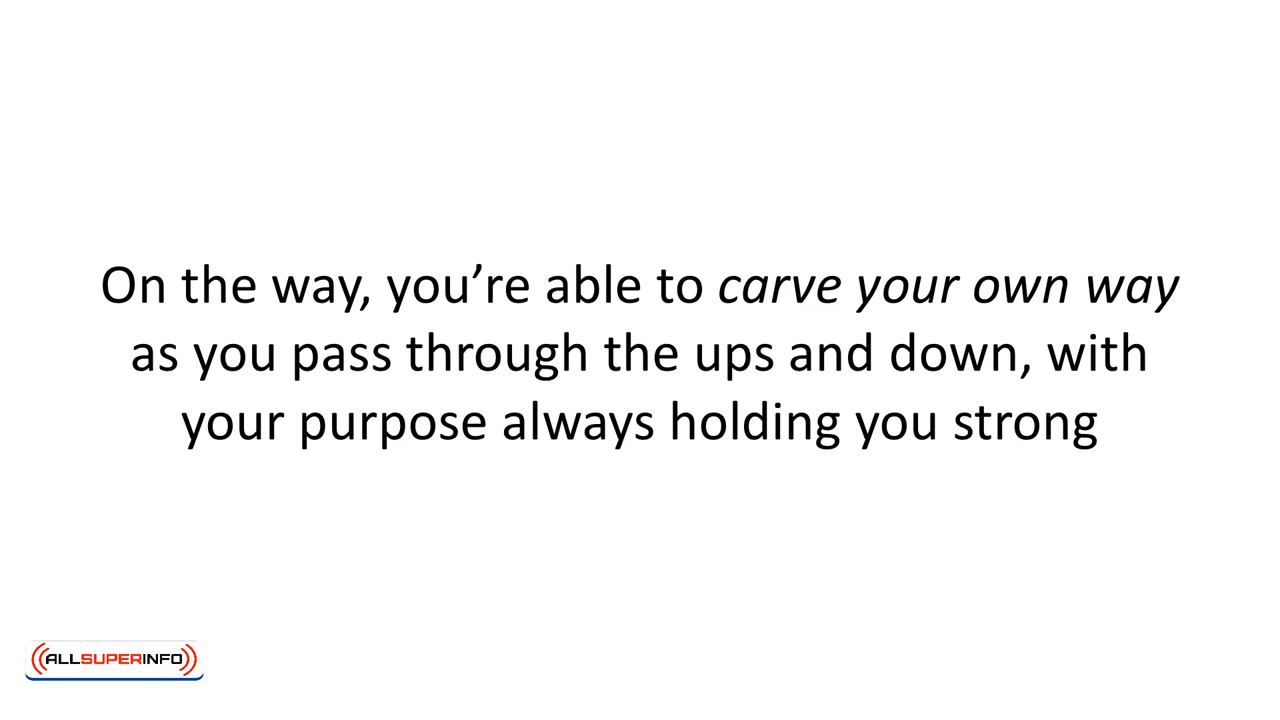 On the way, you’re able to carve your own way
as you pass through the ups and down, with
your purpose always holding you strong
ALLSUPERINFO